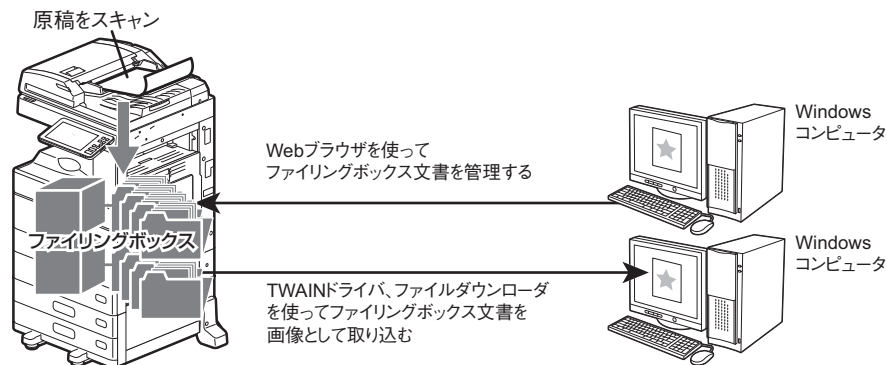 原稿をスキャン
Webブラウザを使って
ファイリングボックス文書を管理する
Windows
コンピュータ
ファイリングボックス
Windows
コンピュータ
TWAINドライバ、ファイルダウンローダ
を使ってファイリングボックス文書を
画像として取り込む